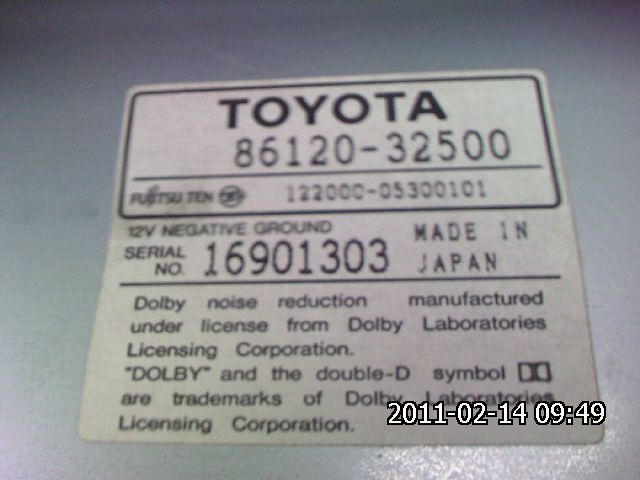 TOYOTA
86120-32500
FUJITSU TEN 122000-05300101
12V NEGATIVE GROUND
MADE IN
SERIAL
NO. 16901303 JAPAN
Dolby noise reduction manufactured
under license from Dolby Laboratories
Licensing Corporation.
"DOLBY" and the double-D symbol
are trademarks of Dolby Laboratories
Licensing Corporation.
2011-02-14 09:49